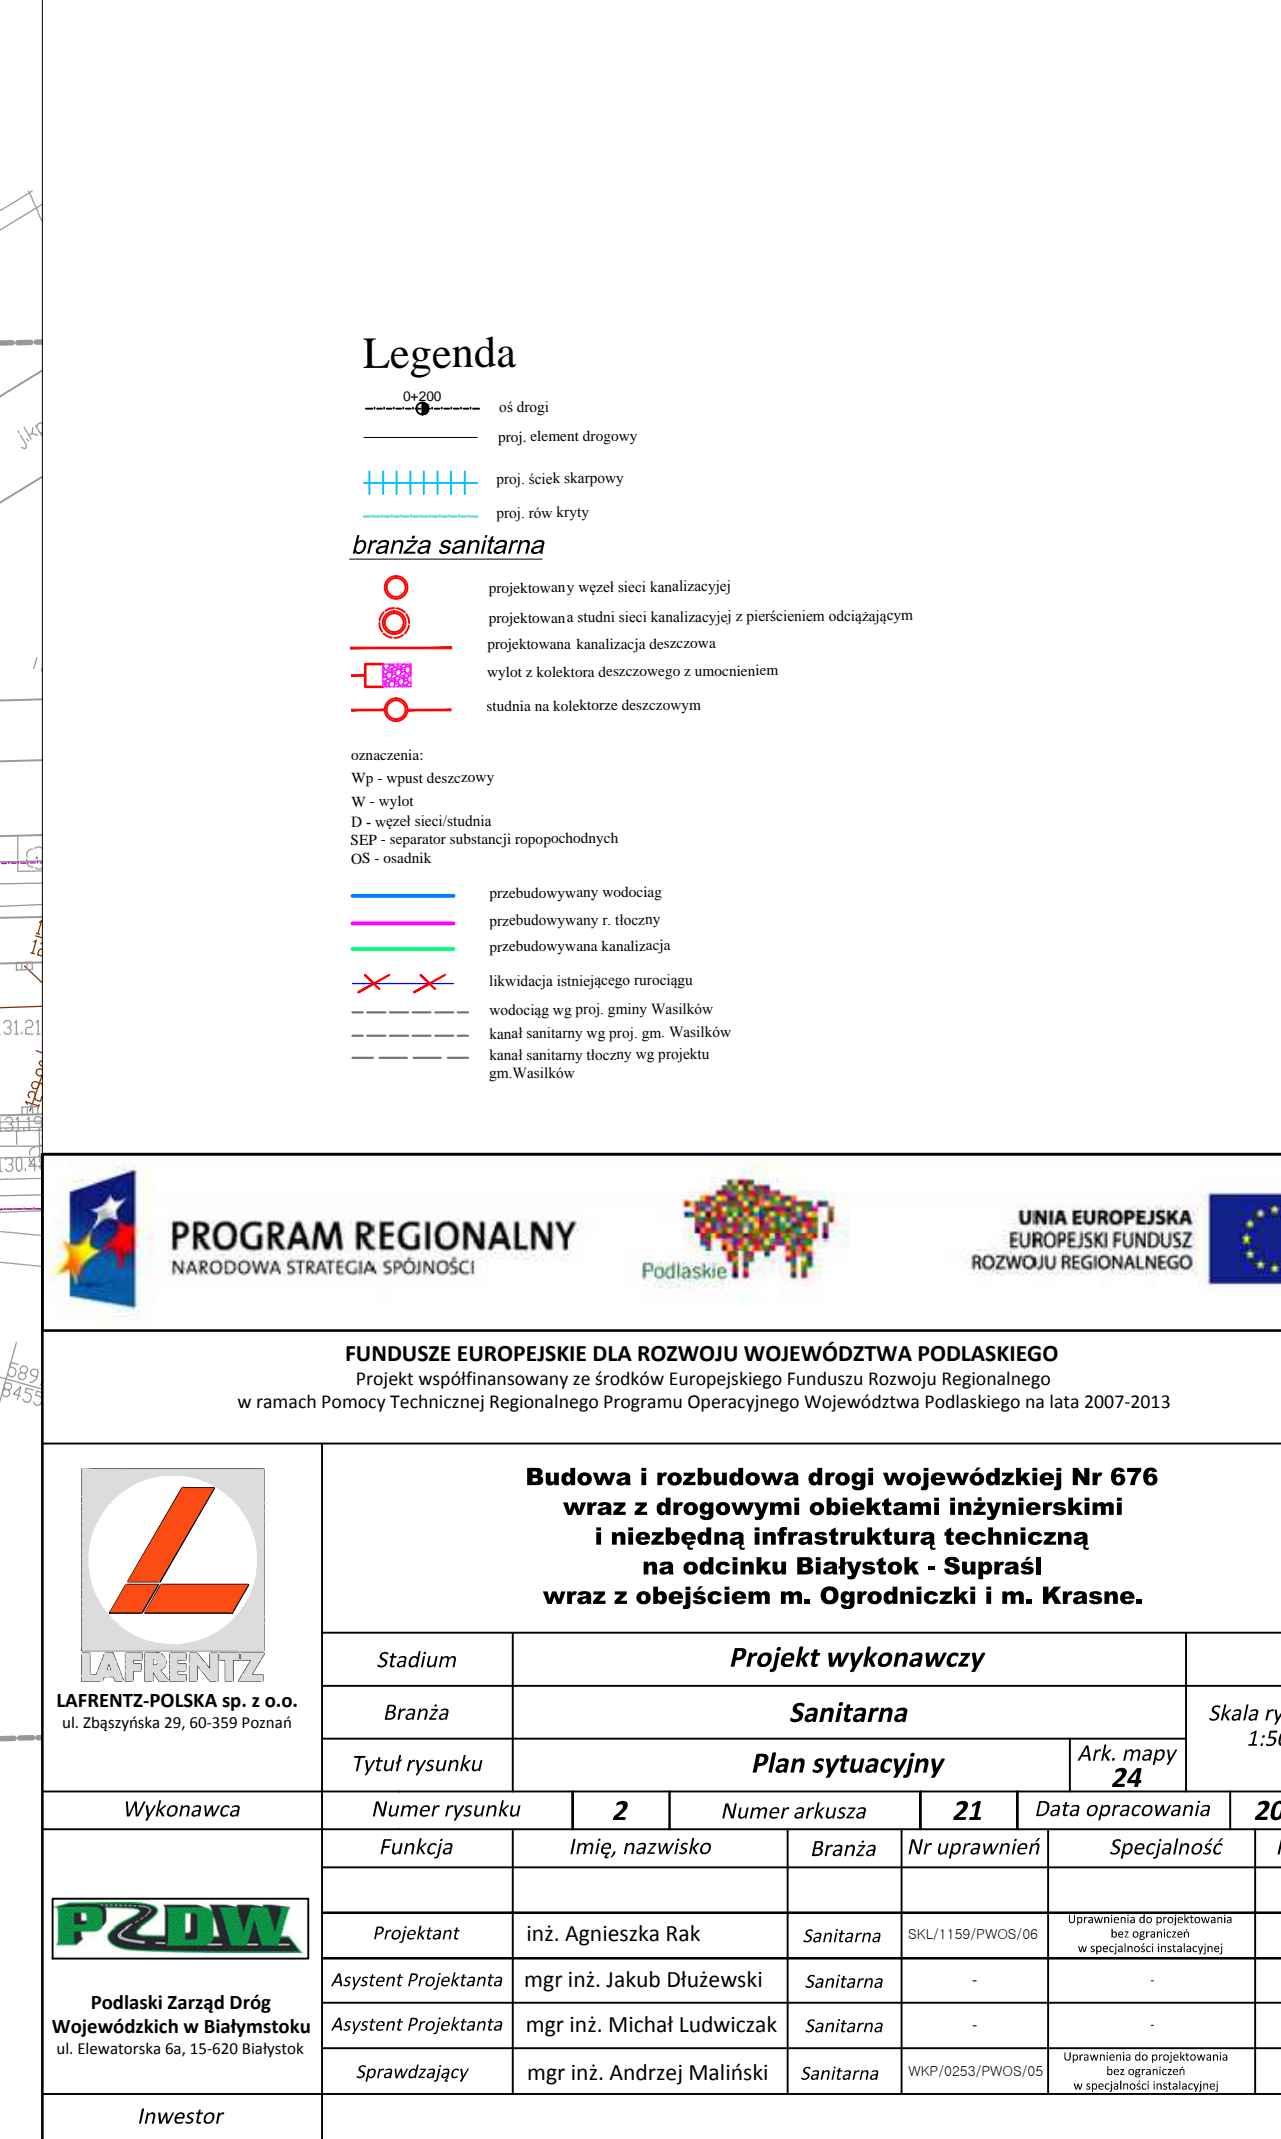 Legenda
0+200
oś drogi
proj. element drogowy
proj. ściek skarpowy
proj. rów kryty
branża sanitarna
projektowany węzeł sieci kanalizacyjej
projektowana studni sieci kanalizacyjej z pierścieniem odciążającym
projektowana kanalizacja deszczowa
wylot z kolektora deszczowego z umocnieniem
studnia na kolektorze deszczowym
oznaczenia:
Wp - wpust deszczowy
W - wylot
D - węzeł sieci/studnia
SEP - separator substancji ropopochodnych
OS - osadnik
przebudowywany wodociąg
przebudowywany r. tłoczny
przebudowywana kanalizacja
likwidacja istniejącego rurociągu
wodociąg wg proj. gminy Wasilków
kanał sanitarny wg proj. gm. Wasilków
kanał sanitarny tłoczny wg projektu
gm.Wasilków
31.21
131.19
589
8455
PROGRAM REGIONALNY
NARODOWA STRATEGIA SPÓJNOŚCI
Podlaskie
UNIA EUROPEJSKA
EUROPEJSKI FUNDUSZ
ROZWOJU REGIONALNEGO
FUNDUSZE EUROPEJSKIE DLA ROZWOJU WOJEWÓDZTWA PODLASKIEGO
Projekt współfinansowany ze środków Europejskiego Funduszu Rozwoju Regionalnego
w ramach Pomocy Technicznej Regionalnego Programu Operacyjnego Województwa Podlaskiego na lata 2007-2013
LAFRENTZ
LAFRENTZ-POLSKA sp. z o.o.
ul. Zbąszyńska 29, 60-359 Poznań
Budowa i rozbudowa drogi wojewódzkiej Nr 676
wraz z drogowymi obiektami inżynierskimi
i niezbędną infrastrukturą techniczną
na odcinku Białystok - Supraśl
wraz z obejściem m. Ogrodniczki i m. Krasne.
Stadium Projekt wykonawczy
Branża Sanitarna
Skala ry
1:50
Tytuł rysunku Plan sytuacyjny Ark. mapy
24
Wykonawca Numer rysunku 2 Numer arkusza 21 Data opracowania 20
Funkcja Imię, nazwisko Branża Nr uprawnień Specjalność
Projektant inż. Agnieszka Rak Sanitarna SKL/1159/PWOS/06 Uprawnienia do projektowania
bez ograniczeń
w specjalności instalacyjnej
Asystent Projektanta mgr inż. Jakub Dłużewski Sanitarna - -
Asystent Projektanta mgr inż. Michał Ludwiczak Sanitarna - -
Sprawdzający mgr inż. Andrzej Maliński Sanitarna WKP/0253/PWOS/05 Uprawnienia do projektowania
bez ograniczeń
w specjalności instalacyjnej
PZDW
Podlaski Zarząd Dróg
Wojewódzkich w Białymstoku
ul. Elewatorska 6a, 15-620 Białystok
Inwestor